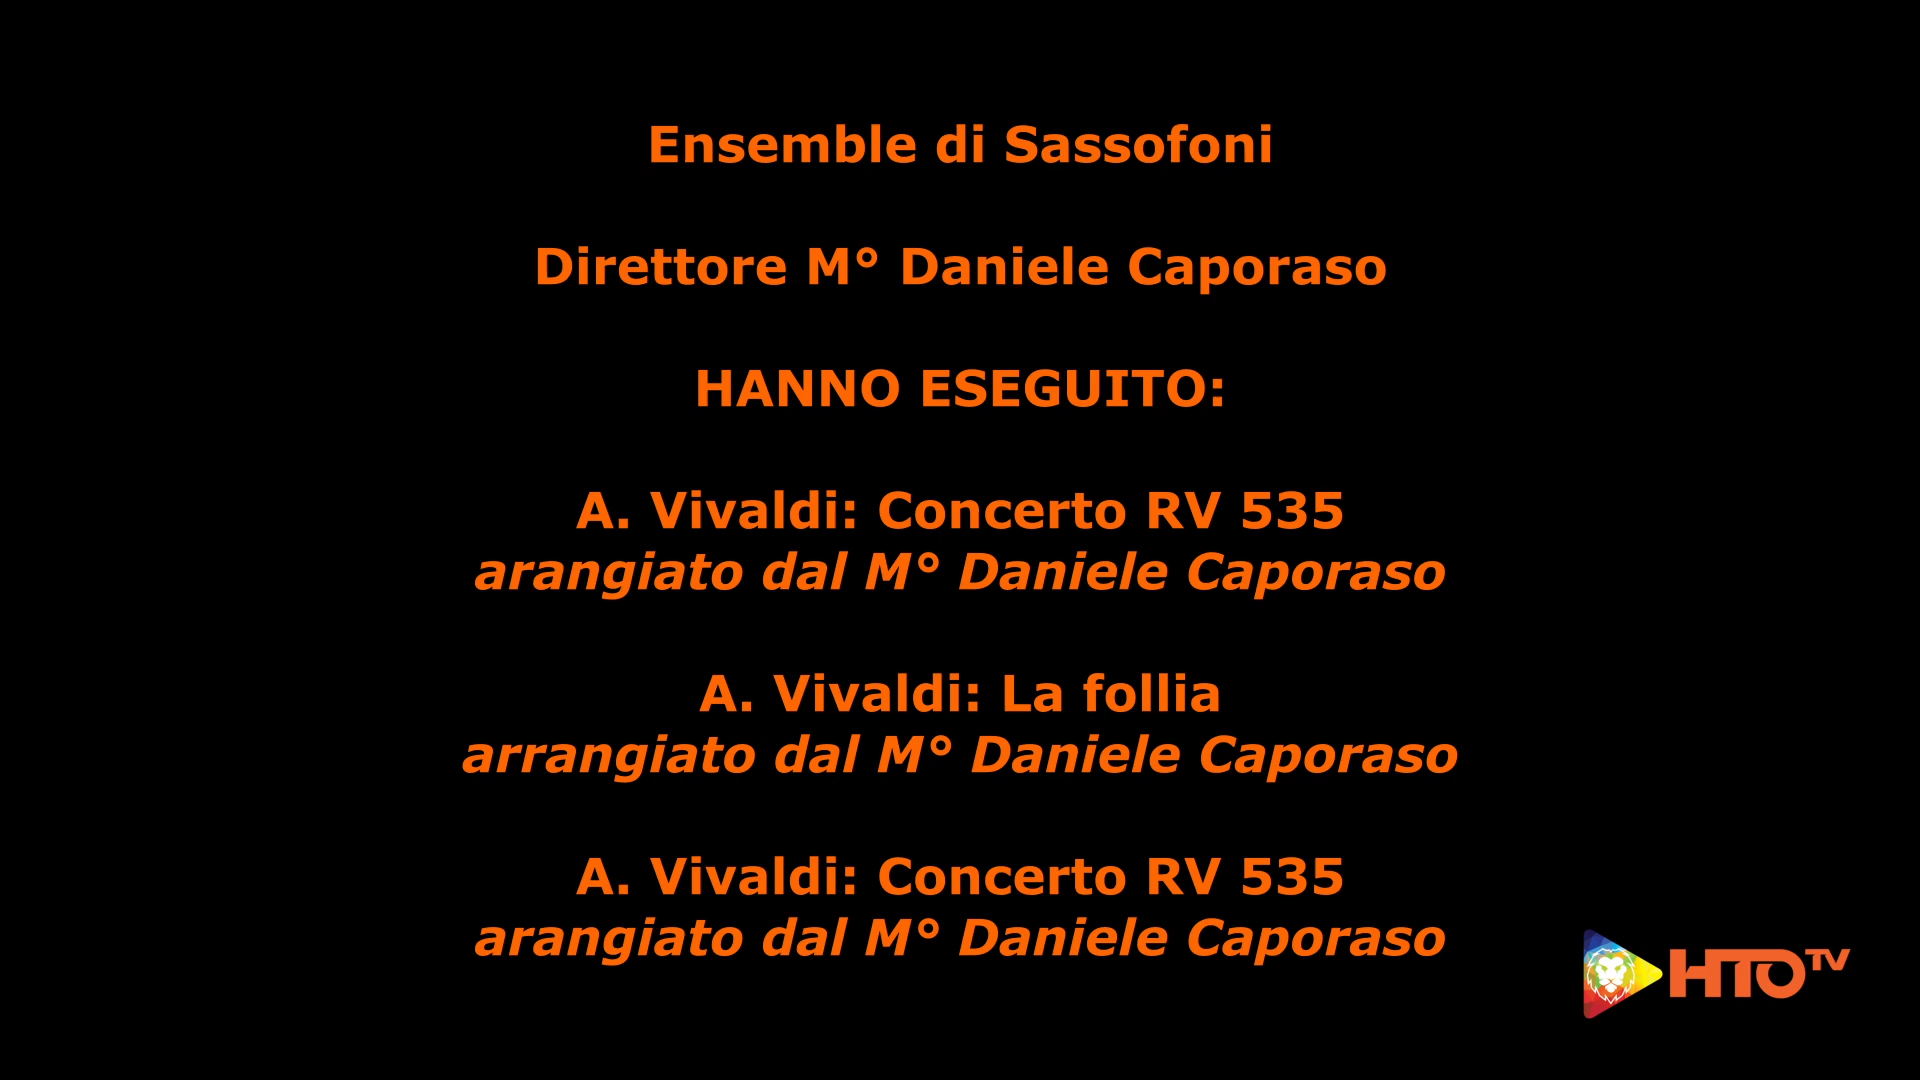 Ensemble di Sassofoni
Direttore M° Daniele Caporaso
HANNO ESEGUITO:
A. Vivaldi: Concerto RV 535
arangiato dal M° Daniele Caporaso
A. Vivaldi: La follia
arrangiato dal M° Daniele Caporaso
A. Vivaldi: Concerto RV 535
arangiato dal M° Daniele Caporaso
HTO TV